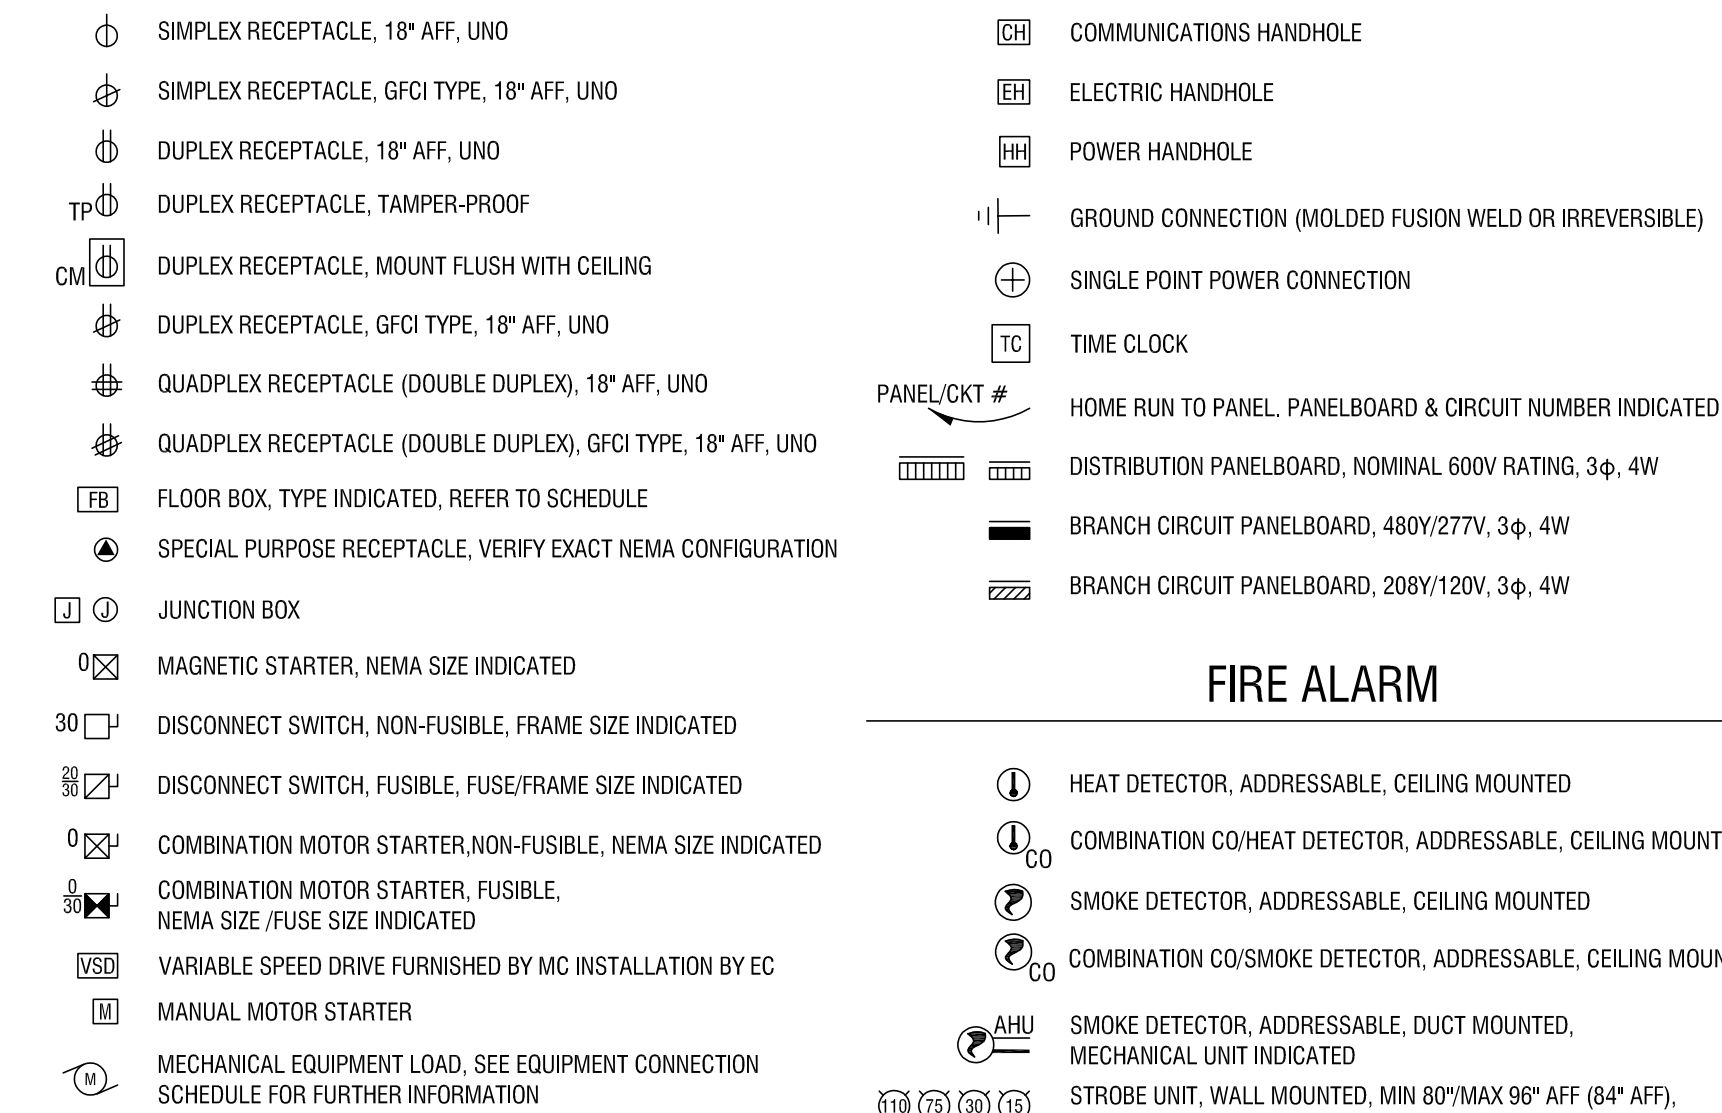 SIMPLEX RECEPTACLE, 18" AFF, UNO
SIMPLEX RECEPTACLE, GFCI TYPE, 18" AFF, UNO
DUPLEX RECEPTACLE, 18" AFF, UNO
TP DUPLEX RECEPTACLE, TAMPER-PROOF
CM DUPLEX RECEPTACLE, MOUNT FLUSH WITH CEILING
DUPLEX RECEPTACLE, GFCI TYPE, 18" AFF, UNO
QUADPLEX RECEPTACLE (DOUBLE DUPLEX), 18" AFF, UNO
QUADPLEX RECEPTACLE (DOUBLE DUPLEX), GFCI TYPE, 18" AFF, UNO
FB FLOOR BOX, TYPE INDICATED, REFER TO SCHEDULE
SPECIAL PURPOSE RECEPTACLE, VERIFY EXACT NEMA CONFIGURATION
J J JUNCTION BOX
0 MAGNETIC STARTER, NEMA SIZE INDICATED
30 DISCONNECT SWITCH, NON-FUSIBLE, FRAME SIZE INDICATED
20/30 DISCONNECT SWITCH, FUSIBLE, FUSE/FRAME SIZE INDICATED
0 COMBINATION MOTOR STARTER,NON-FUSIBLE, NEMA SIZE INDICATED
0/30 COMBINATION MOTOR STARTER, FUSIBLE,
NEMA SIZE /FUSE SIZE INDICATED
VSD VARIABLE SPEED DRIVE FURNISHED BY MC INSTALLATION BY EC
M MANUAL MOTOR STARTER
M MECHANICAL EQUIPMENT LOAD, SEE EQUIPMENT CONNECTION
SCHEDULE FOR FURTHER INFORMATION
CH COMMUNICATIONS HANDHOLE
EH ELECTRIC HANDHOLE
HH POWER HANDHOLE
GROUND CONNECTION (MOLDED FUSION WELD OR IRREVERSIBLE)
SINGLE POINT POWER CONNECTION
TC TIME CLOCK
PANEL/CKT # HOME RUN TO PANEL. PANELBOARD & CIRCUIT NUMBER INDICATED
DISTRIBUTION PANELBOARD, NOMINAL 600V RATING, 3ϕ, 4W
BRANCH CIRCUIT PANELBOARD, 480Y/277V, 3ϕ, 4W
BRANCH CIRCUIT PANELBOARD, 208Y/120V, 3ϕ, 4W
FIRE ALARM
HEAT DETECTOR, ADDRESSABLE, CEILING MOUNTED
CO COMBINATION CO/HEAT DETECTOR, ADDRESSABLE, CEILING MOUNT
SMOKE DETECTOR, ADDRESSABLE, CEILING MOUNTED
CO COMBINATION CO/SMOKE DETECTOR, ADDRESSABLE, CEILING MOUN
AHU SMOKE DETECTOR, ADDRESSABLE, DUCT MOUNTED,
MECHANICAL UNIT INDICATED
110 75 30 15 STROBE UNIT, WALL MOUNTED, MIN 80"/MAX 96" AFF (84" AFF),